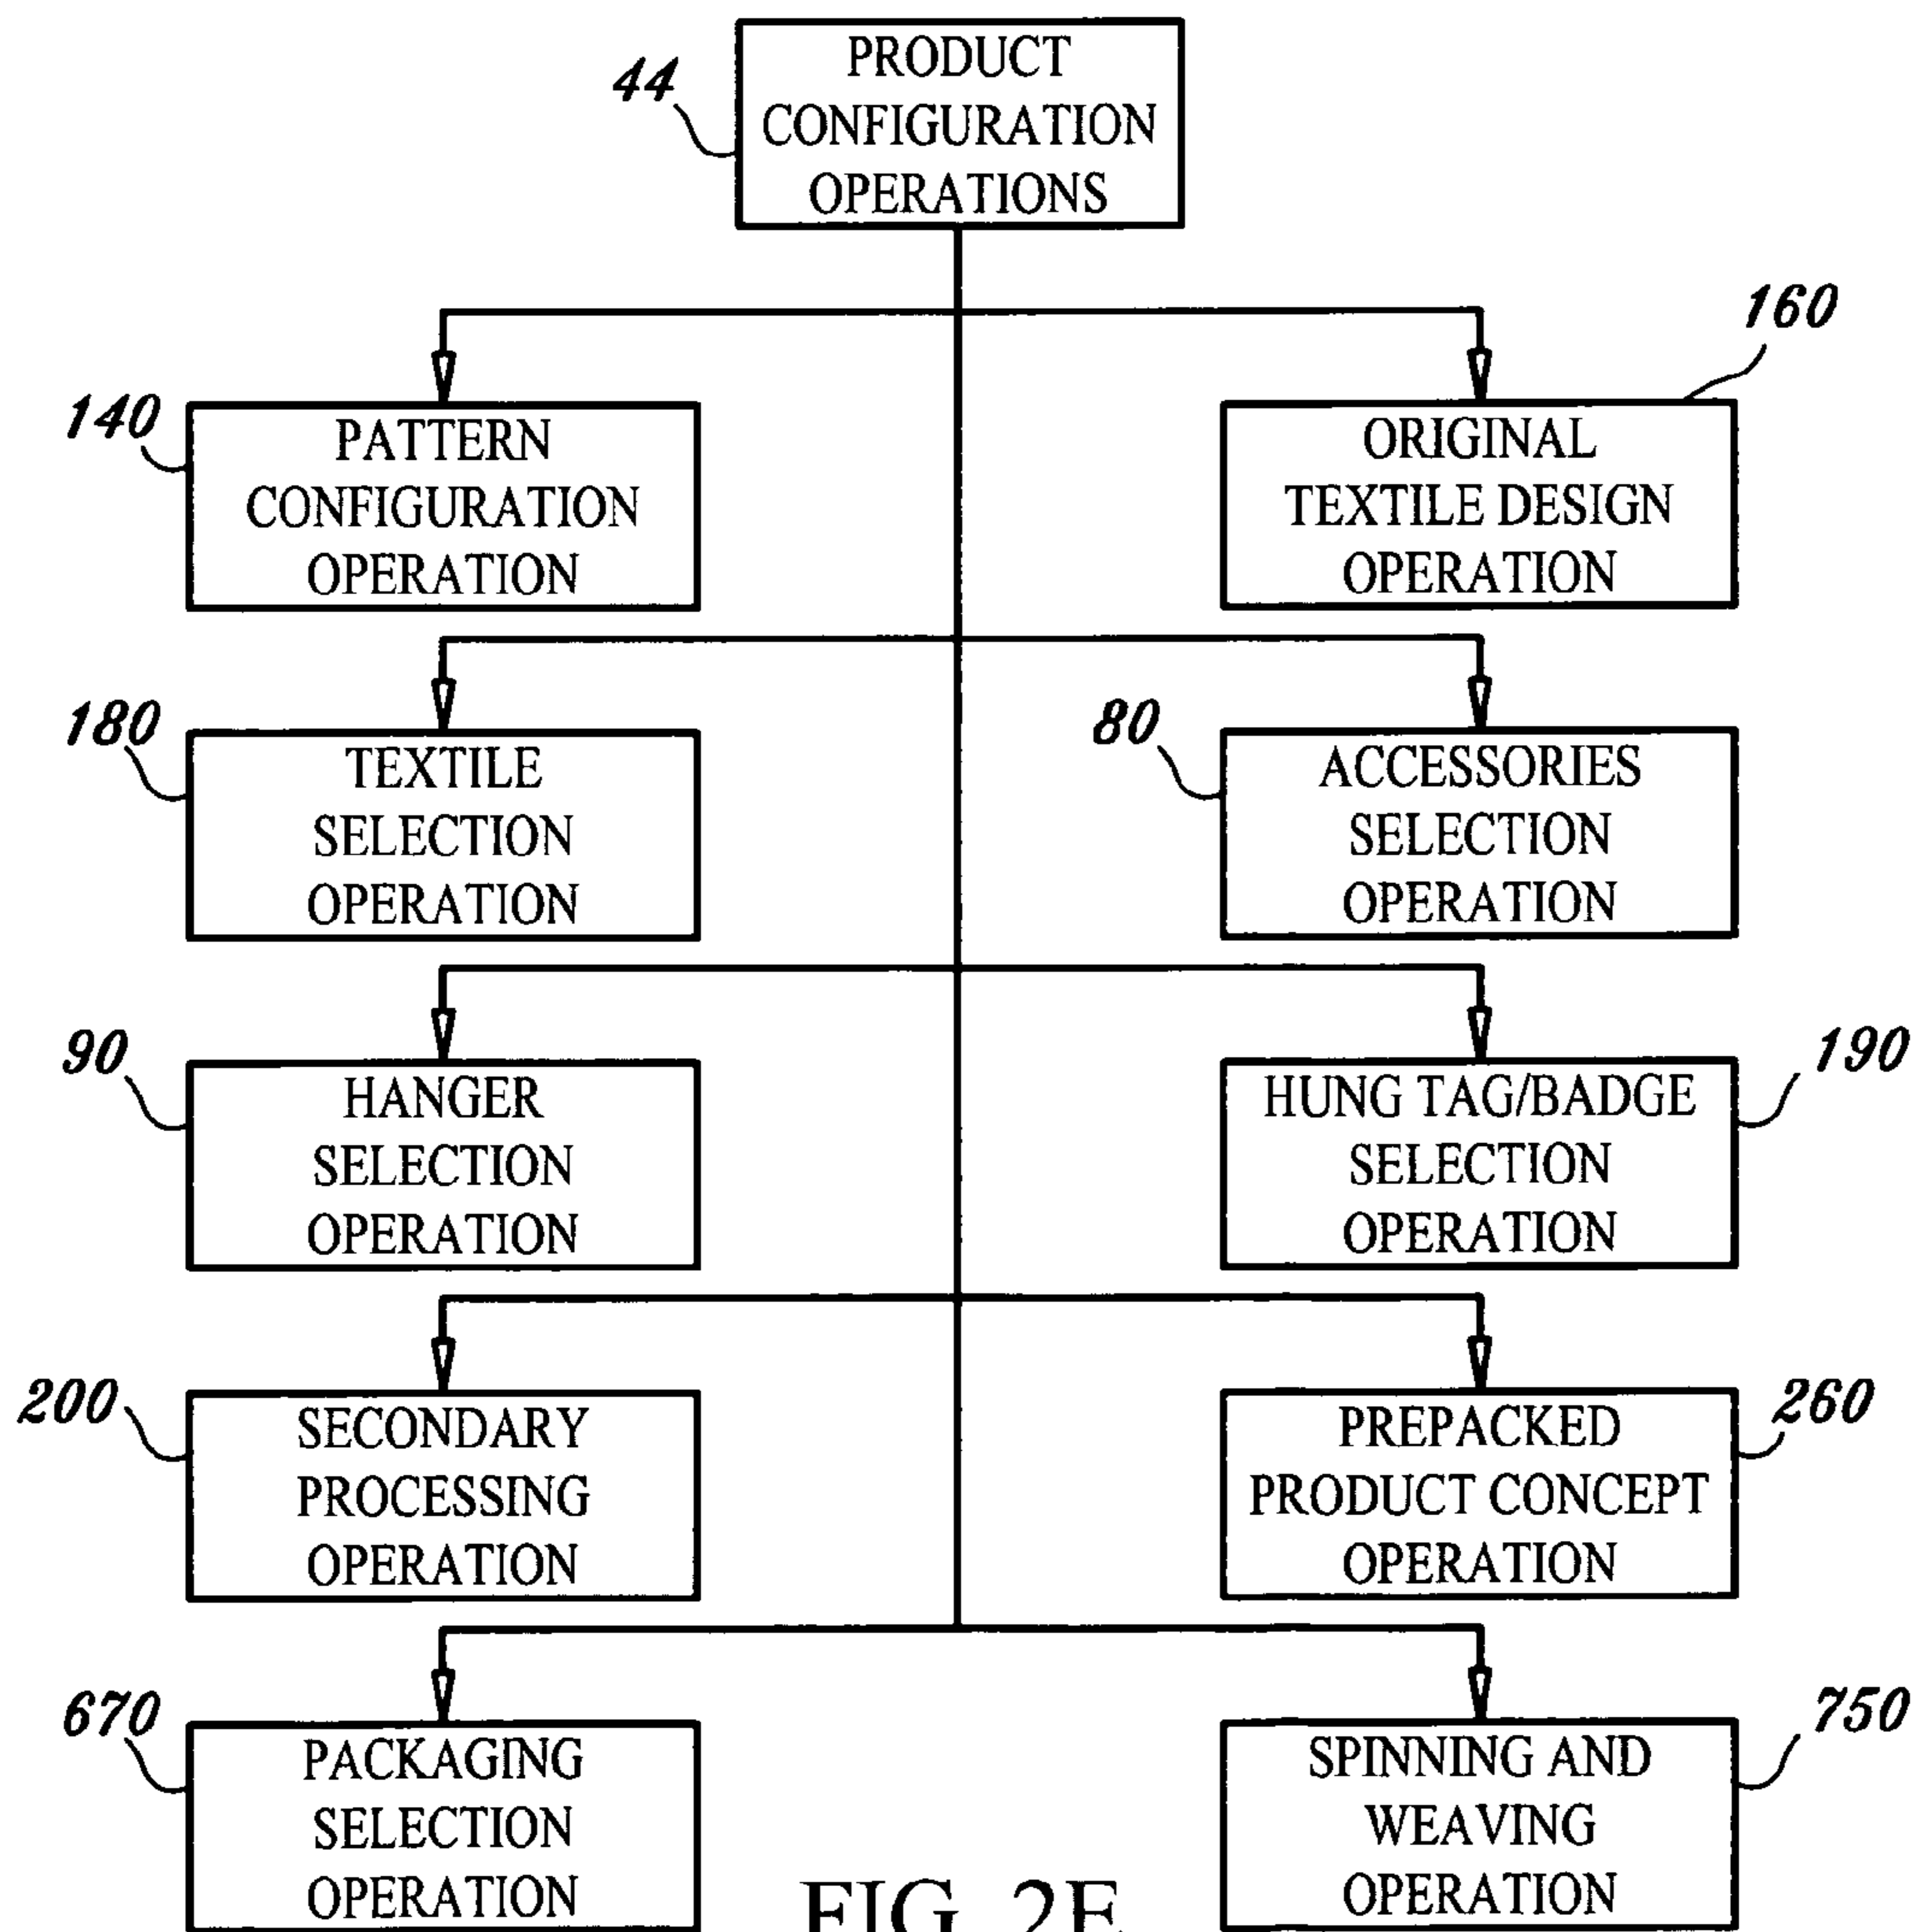 44
PRODUCT
CONFIGURATION
OPERATIONS
140
PATTERN
CONFIGURATION
OPERATION
160
ORIGINAL
TEXTILE DESIGN
OPERATION
180
TEXTILE
SELECTION
OPERATION
80
ACCESSORIES
SELECTION
OPERATION
90
HANGER
SELECTION
OPERATION
190
HUNG TAG/BADGE
SELECTION
OPERATION
200
SECONDARY
PROCESSING
OPERATION
260
PREPACKED
PRODUCT CONCEPT
OPERATION
670
PACKAGING
SELECTION
OPERATION
750
SPINNING AND
WEAVING
OPERATION
FIG. 2E